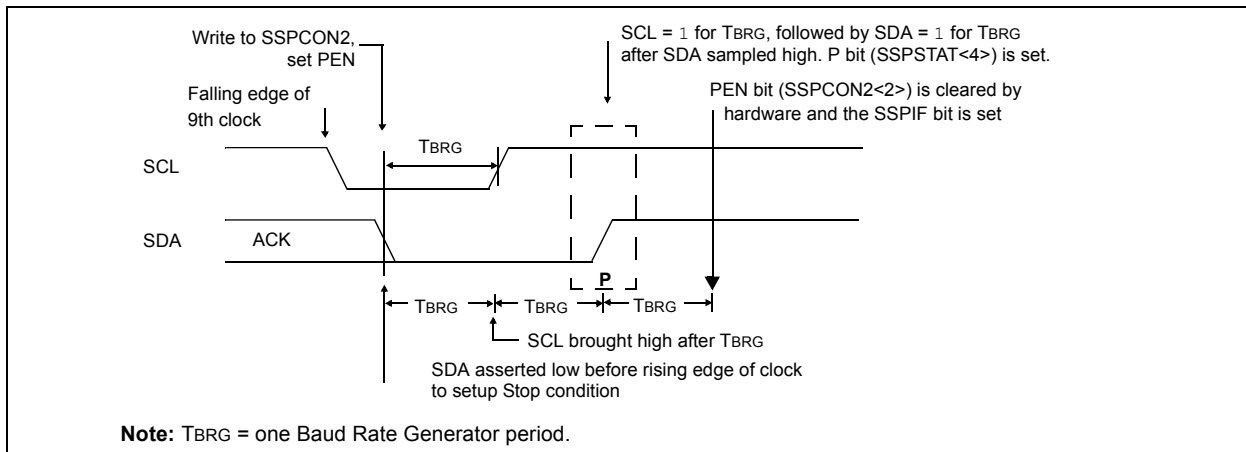 Write to SSPCON2,
set PEN
SCL = 1 for TBRG, followed by SDA = 1 for TBRG
after SDA sampled high. P bit (SSPSTAT<4>) is set.
Falling edge of
9th clock
PEN bit (SSPCON2<2>) is cleared by
hardware and the SSPIF bit is set
TBRG
SCL
SDA
ACK
P
TBRG
TBRG
TBRG
SCL brought high after TBRG
SDA asserted low before rising edge of clock
to setup Stop condition
Note: TBRG = one Baud Rate Generator period.